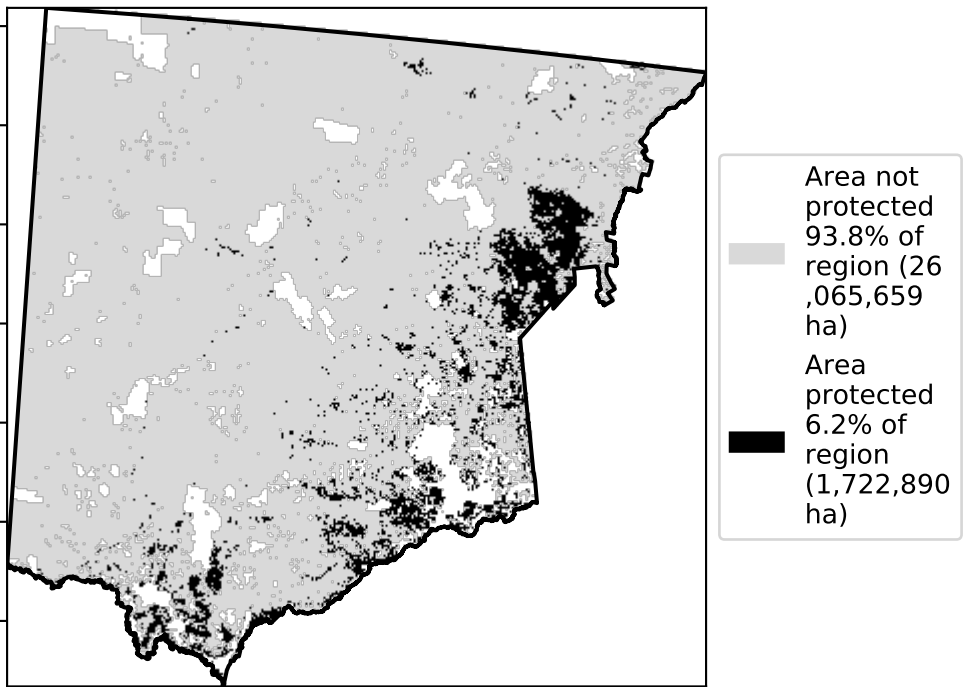 Area not
protected
93.8% of
region (26
,065,659
ha)
Area
protected
6.2% of
region
(1,722,890
ha)